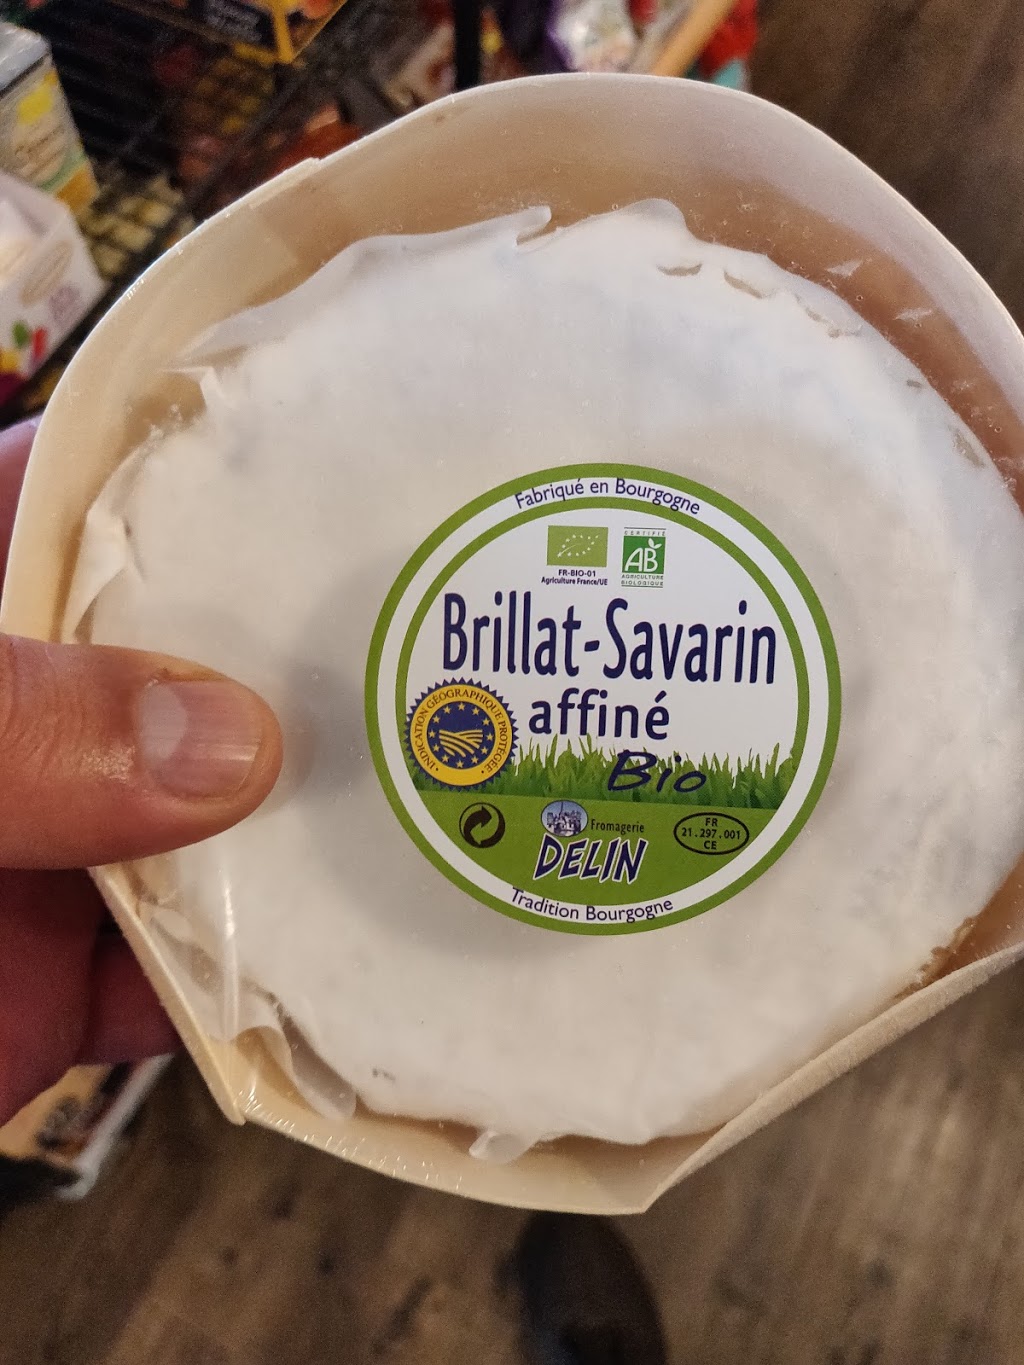 Fabriqué en Bourgogne
CERTIFIÉ
AB
AGRICULTURE
BIOLOGIQUE
FR-BIO-01
Agriculture France/UE
Brillat-Savarin
affiné
Bio
INDICATION GÉOGRAPHIQUE PROTÉGÉE
Fromagerie
DELIN
FR
21.297.001
CE
Tradition Bourgogne